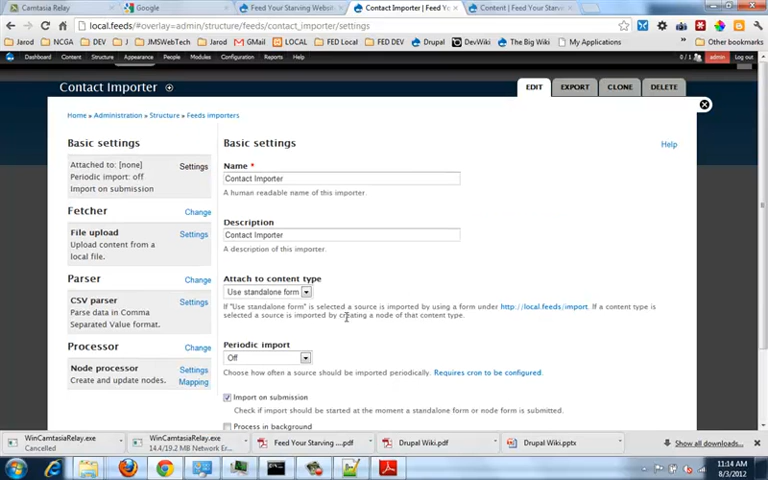 Camtasia Relay
Google
Feed Your Starving Websit
Contact Importer | Feed Yo
Content | Feed Your Starvi
local.feeds/#overlay=admin/structure/feeds/contact_importer/settings
Jarod
NCGA
DEV
J
JMSWebTech
Jarod
GMail
LOCAL
FED Local
FED DEV
Drupal
DevWiki
The Big Wiki
My Applications
Other bookmarks
Dashboard
Content
Structure
Appearance
People
Modules
Configuration
Reports
Help
0 / 1
admin
Log out
Contact Importer
EDIT
EXPORT
CLONE
DELETE
Home » Administration » Structure » Feeds importers
Basic settings
Attached to: [none]
Settings
Periodic import: off
Import on submission
Fetcher
Change
File upload
Settings
Upload content from a
local file.
Parser
Change
CSV parser
Settings
Parse data in Comma
Separated Value format.
Processor
Change
Node processor
Settings
Create and update nodes.
Mapping
Basic settings
Help
Name *
Contact Importer
A human readable name of this importer.
Description
Contact Importer
A description of this importer.
Attach to content type
Use standalone form
If "Use standalone form" is selected a source is imported by using a form under http://local.feeds/import. If a content type is
selected a source is imported by creating a node of that content type.
Periodic import
Off
Choose how often a source should be imported periodically. Requires cron to be configured.
Import on submission
Check if import should be started at the moment a standalone form or node form is submitted.
Process in background
WinCamtasiaRelay.exe
Cancelled
WinCamtasiaRelay.exe
14.4/19.2 MB Network Er...
Feed Your Starving ....pdf
Drupal Wiki.pdf
Drupal Wiki.pptx
Show all downloads...
11:14 AM
8/3/2012